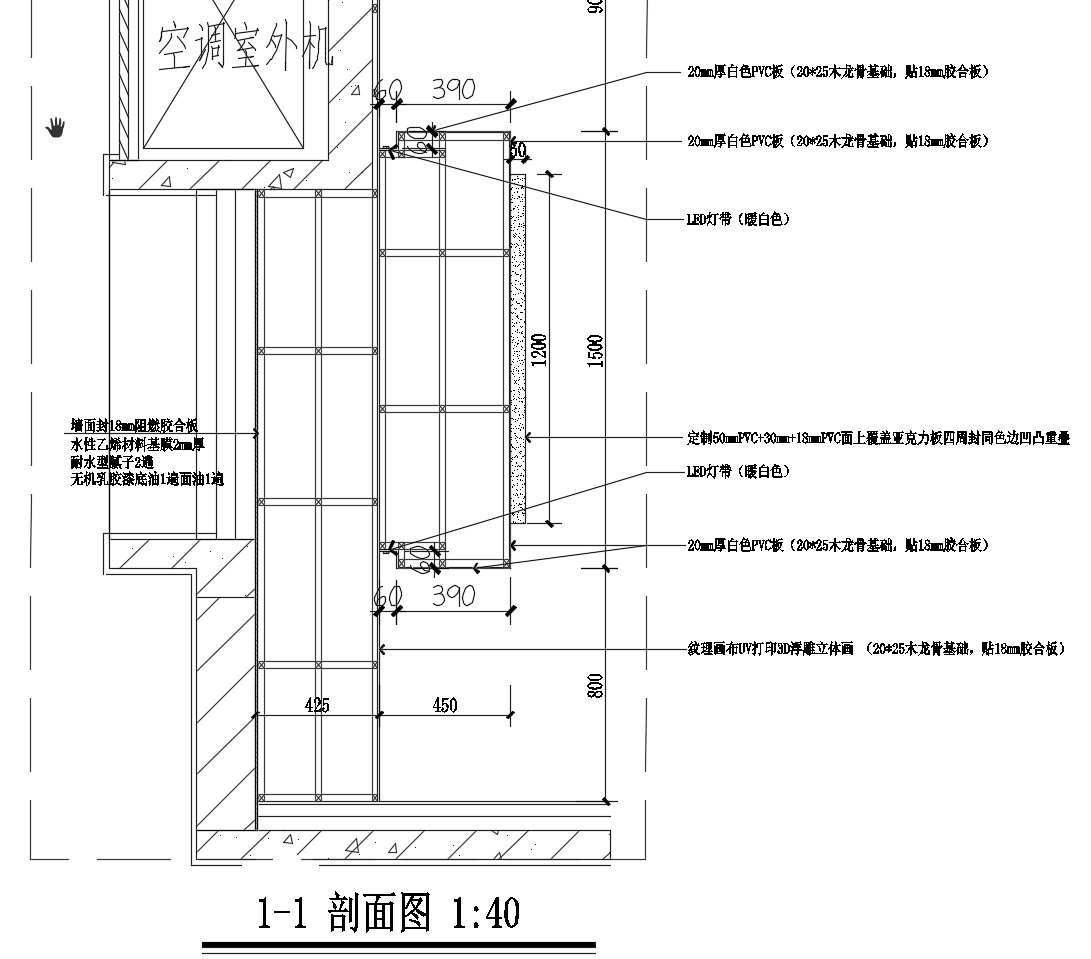 空调室外机
90
60 390
20mm厚白色PVC板（20*25木龙骨基础，贴18mm胶合板）
60
20mm厚白色PVC板（20*25木龙骨基础，贴18mm胶合板）
50
LED灯带（暖白色）
1200
1500
墙面封18mm阻燃胶合板
水性乙烯材料基膜2mm厚
耐水型腻子2遍
无机乳胶漆底油1遍面油1遍
定制50mmPVC+30mm+18mmPVC面上覆盖亚克力板四周封同色边凹凸重叠
LED灯带（暖白色）
60
20mm厚白色PVC板（20*25木龙骨基础，贴18mm胶合板）
60 390
纹理画布UV打印3D浮雕立体画 （20*25木龙骨基础，贴18mm胶合板）
800
425
450
1-1 剖面图 1:40